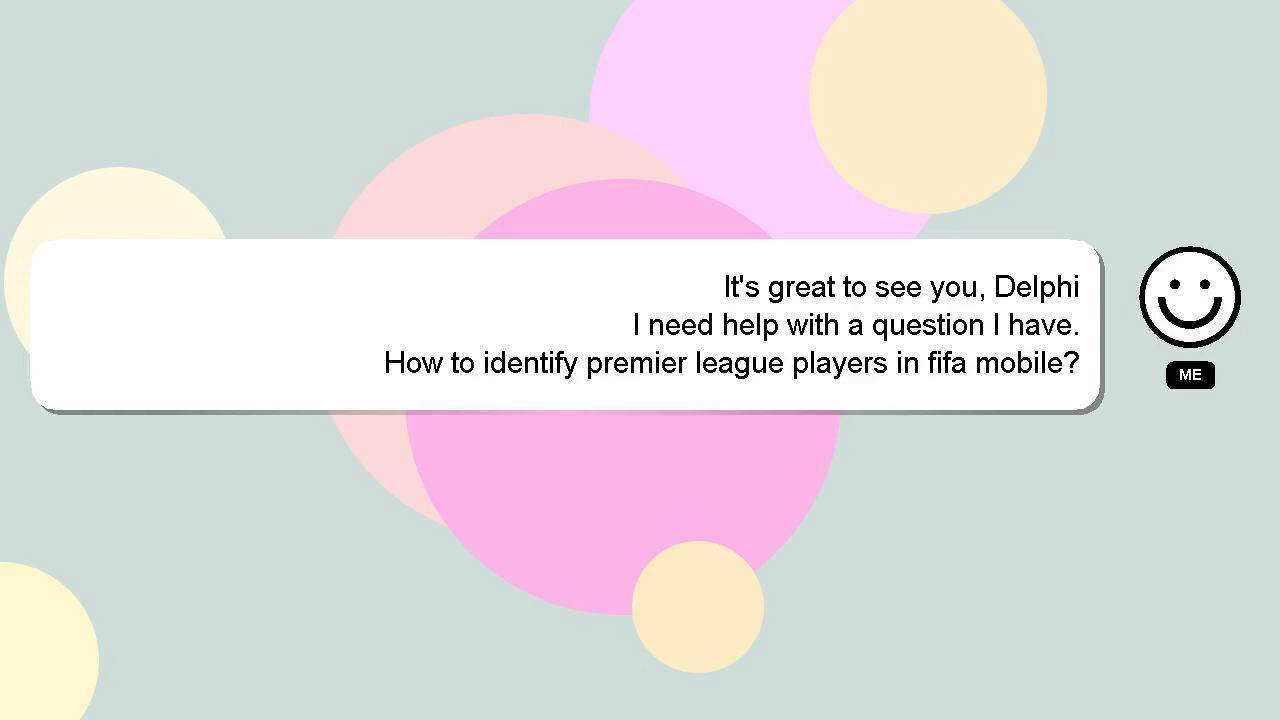 It's great to see you, Delphi
I need help with a question I have.
How to identify premier league players in fifa mobile?
ME